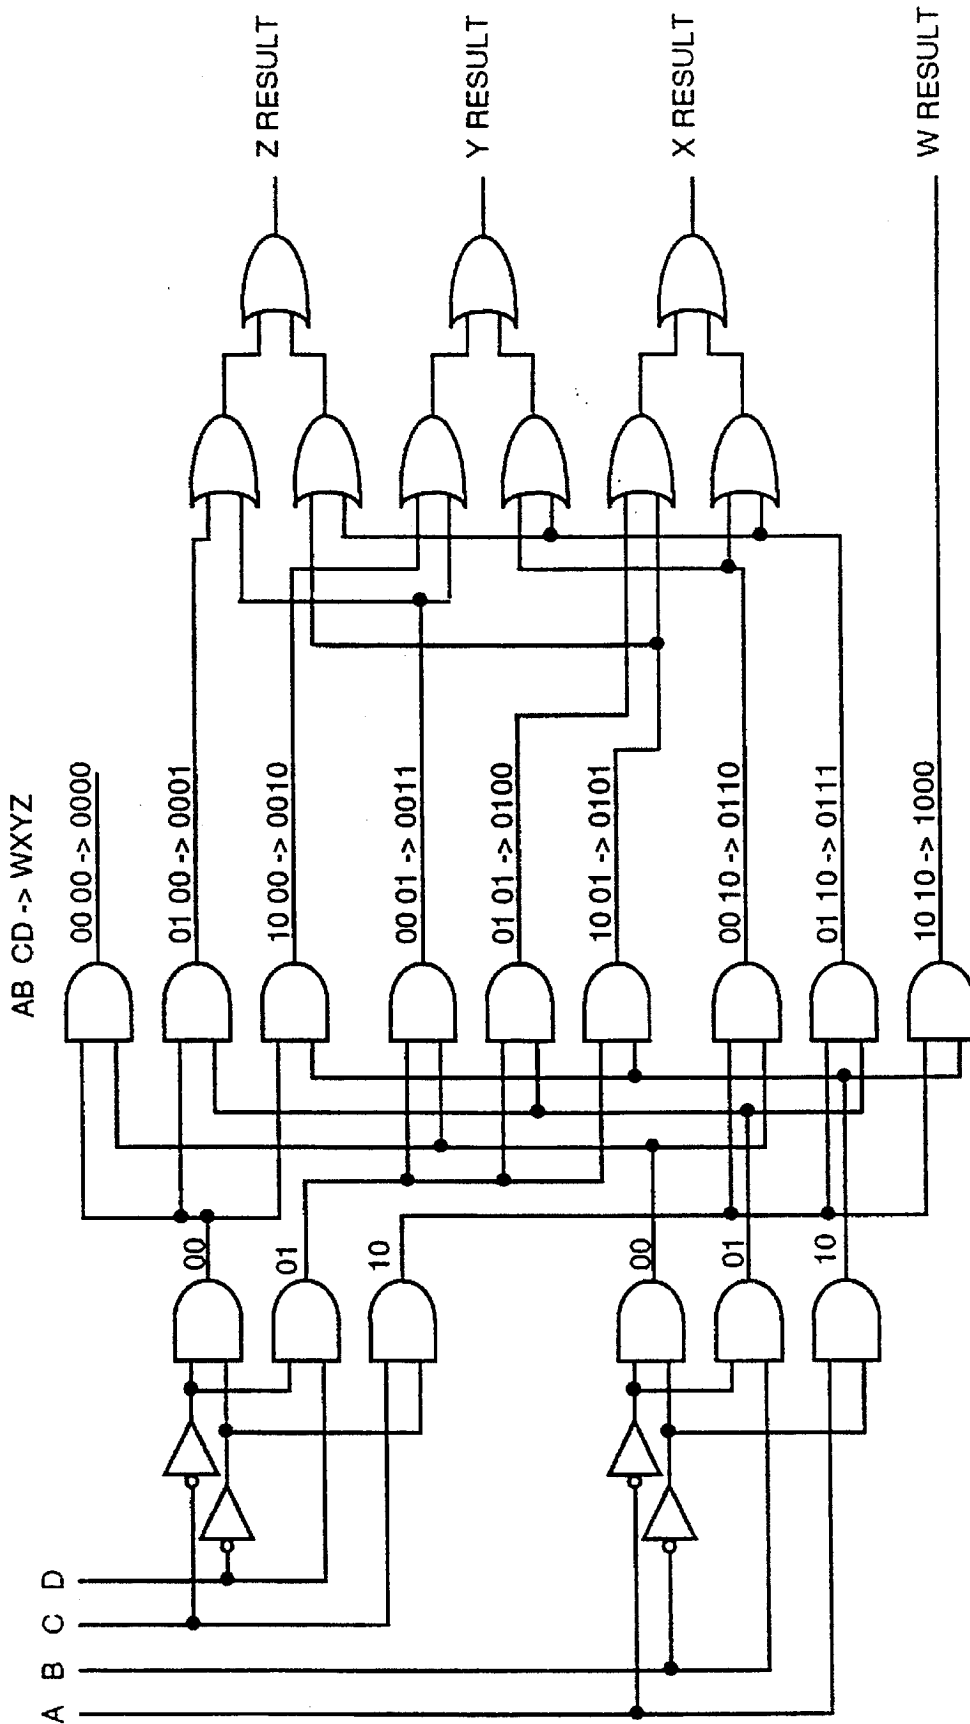 A
B
C
D
00
01
10
00
01
10
AB CD -> WXYZ
00 00 -> 0000
01 00 -> 0001
10 00 -> 0010
00 01 -> 0011
01 01 -> 0100
10 01 -> 0101
00 10 -> 0110
01 10 -> 0111
10 10 -> 1000
Z RESULT
Y RESULT
X RESULT
W RESULT